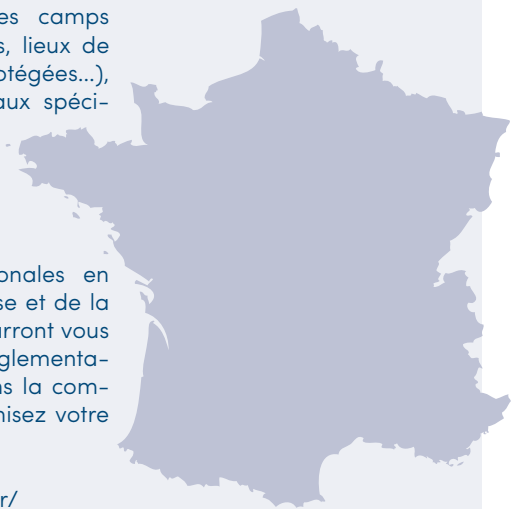 es camps
s, lieux de
otégées...),
aux spéci-
onales en
se et de la
urront vous
glementa-
ns la com-
nisez votre
r/